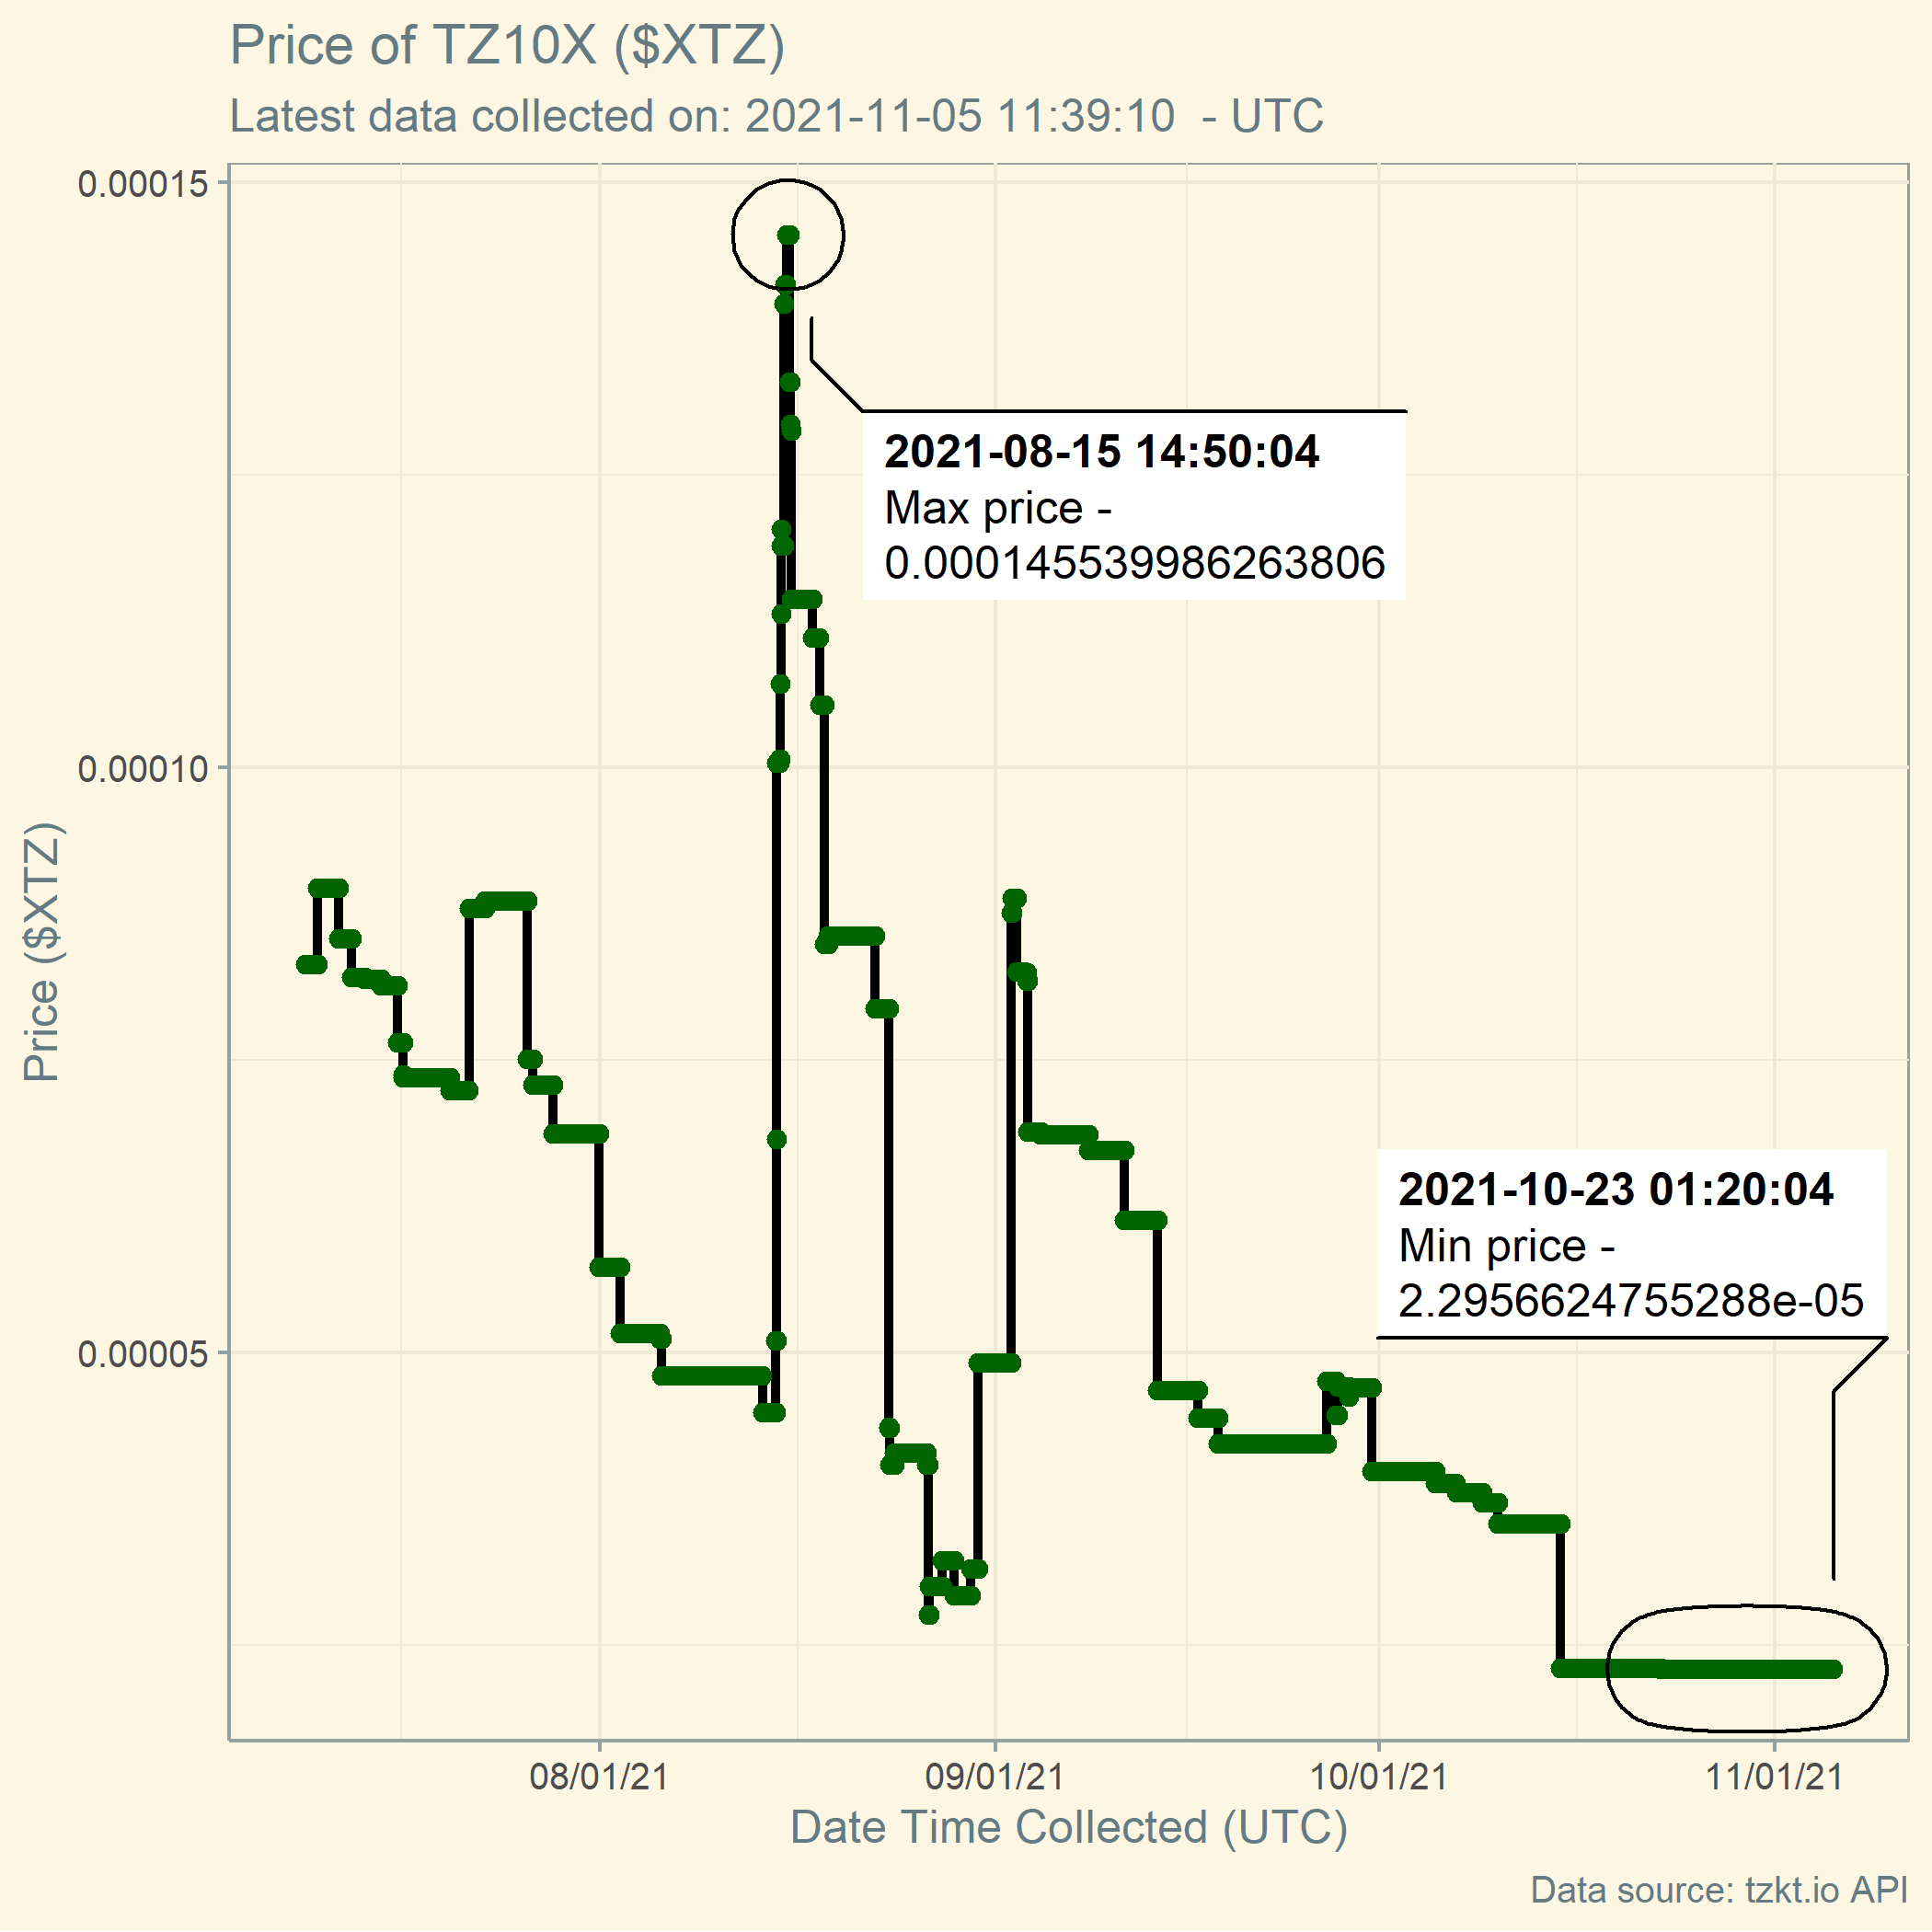 Price of TZ10X ($XTZ)
Latest data collected on: 2021-11-05 11:39:10  - UTC
0.00015
0.00010
0.00005
Price ($XTZ)
2021-08-15 14:50:04
Max price -
0.000145539986263806
2021-10-23 01:20:04
Min price -
2.2956624755288e-05
08/01/21
09/01/21
10/01/21
11/01/21
Date Time Collected (UTC)
Data source: tzkt.io API